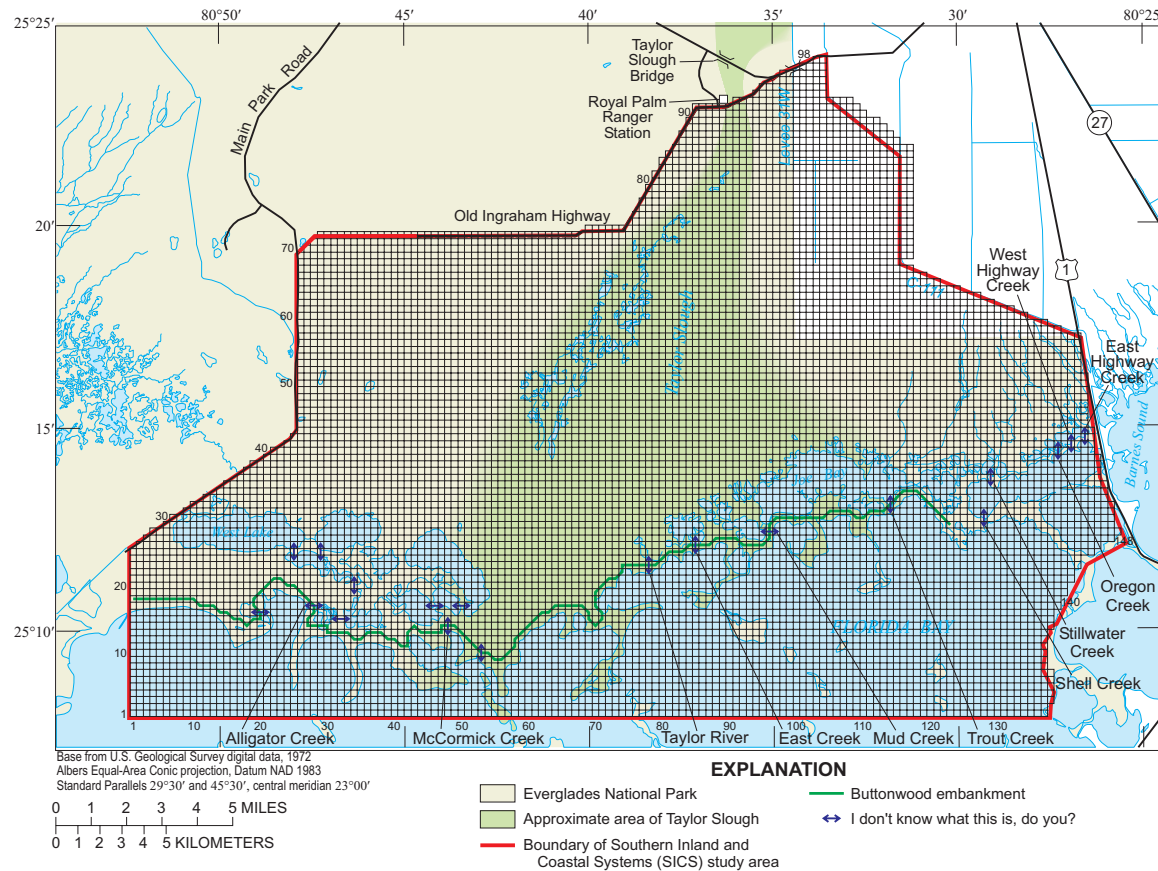 80°50′ 45′ 40′ 35′ 30′ 80°25′
25°25′
Taylor
Slough
Bridge
98
Main Park Road
Royal Palm
Ranger
Station
90
27
80
20′
Old Ingraham Highway
70
West
Highway
Creek
1
C-111
60
East
Highway
Creek
Taylor Slough
50
15′
40
Barnes Sound
Joe Bay
30
West Lake
148
20
Oregon
Creek
140
25°10′
FLORIDA BAY
Stillwater
Creek
10
Shell Creek
1
1 10 20 30 40 50 60 70 80 90 100 110 120 130
Alligator Creek McCormick Creek Taylor River East Creek Mud Creek Trout Creek
Base from U.S. Geological Survey digital data, 1972
Albers Equal-Area Conic projection, Datum NAD 1983
Standard Parallels 29°30′ and 45°30′, central meridian 23°00′
0 1 2 3 4 5 MILES
0 1 2 3 4 5 KILOMETERS
EXPLANATION
Everglades National Park
Approximate area of Taylor Slough
Boundary of Southern Inland and
Coastal Systems (SICS) study area
Buttonwood embankment
I don't know what this is, do you?